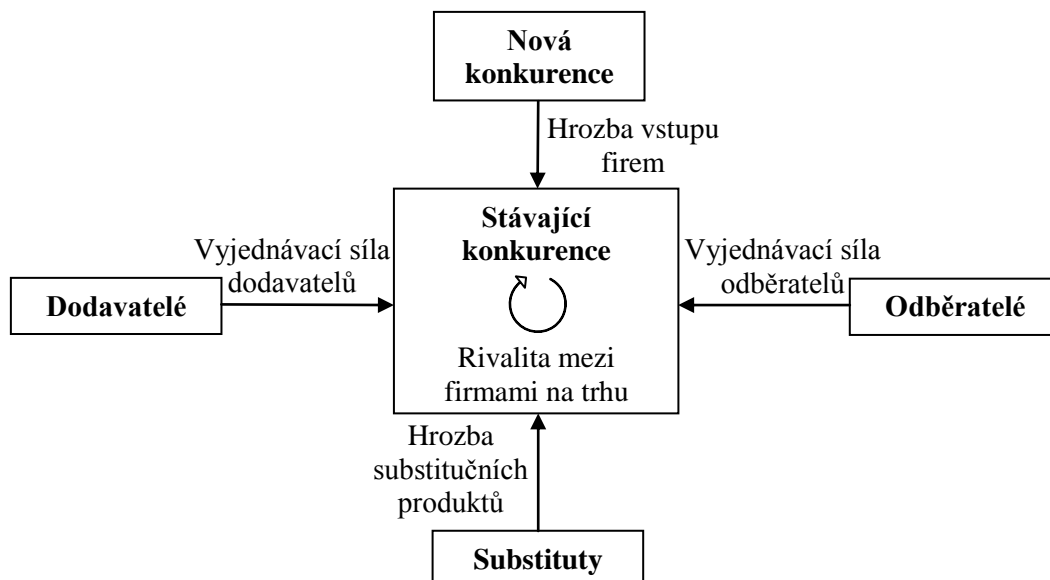 Nová
konkurence
Hrozba vstupu
firem
Stávající
konkurence
Vyjednávací síla
dodavatelů
Vyjednávací síla
odběratelů
Dodavatelé
Odběratelé
Rivalita mezi
firmami na trhu
Hrozba
substitučních
produktů
Substituty